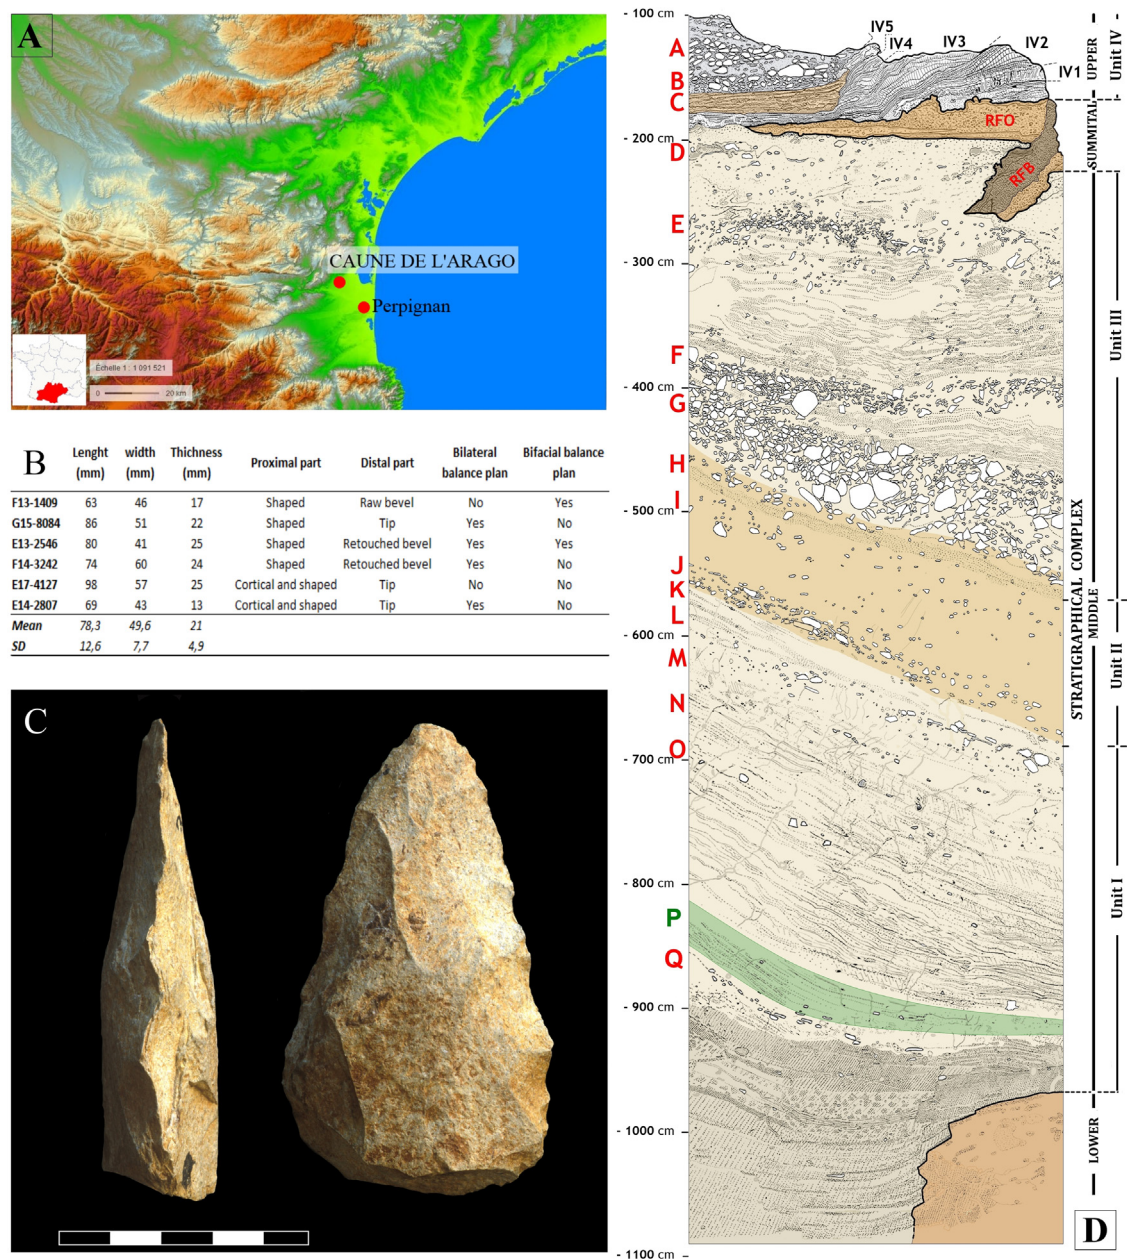 A
CAUNE DE L'ARAGO
Perpignan
Échelle 1 : 1 091 521
0 20 km
B
Lenght (mm) width (mm) Thichness (mm) Proximal part Distal part Bilateral balance plan Bifacial balance plan
F13-1409 63 46 17 Shaped Raw bevel No Yes
G15-8084 86 51 22 Shaped Tip Yes No
E13-2546 80 41 25 Shaped Retouched bevel Yes Yes
F14-3242 74 60 24 Shaped Retouched bevel Yes No
E17-4127 98 57 25 Cortical and shaped Tip No No
E14-2807 69 43 13 Cortical and shaped Tip Yes No
Mean 78,3 49,6 21
SD 12,6 7,7 4,9
C
- 100 cm
- 200 cm
- 300 cm
- 400 cm
- 500 cm
- 600 cm
- 700 cm
- 800 cm
- 900 cm
- 1000 cm
- 1100 cm
A
B
C
D
E
F
G
H
I
J
K
L
M
N
O
P
Q
IV5
IV4
IV3
IV2
IV1
RFO
RFB
UPPER
Unit IV
SUMMITAL
Unit III
STRATIGRAPHICAL COMPLEX
MIDDLE
Unit II
Unit I
LOWER
D